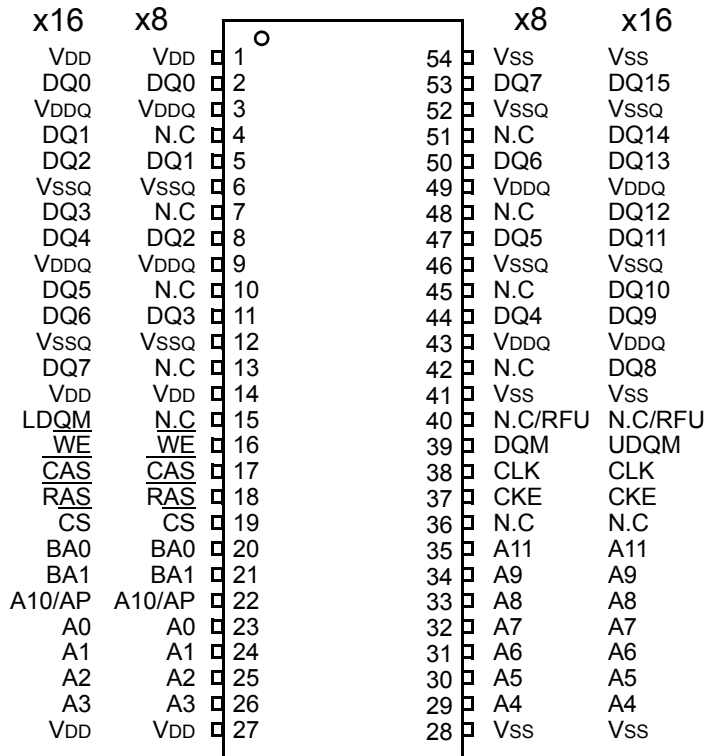 x16 x8 x8 x16
VDD VDD 1 54 VSS VSS
DQ0 DQ0 2 53 DQ7 DQ15
VDDQ VDDQ 3 52 VSSQ VSSQ
DQ1 N.C 4 51 N.C DQ14
DQ2 DQ1 5 50 DQ6 DQ13
VSSQ VSSQ 6 49 VDDQ VDDQ
DQ3 N.C 7 48 N.C DQ12
DQ4 DQ2 8 47 DQ5 DQ11
VDDQ VDDQ 9 46 VSSQ VSSQ
DQ5 N.C 10 45 N.C DQ10
DQ6 DQ3 11 44 DQ4 DQ9
VSSQ VSSQ 12 43 VDDQ VDDQ
DQ7 N.C 13 42 N.C DQ8
VDD VDD 14 41 VSS VSS
LDQM N.C 15 40 N.C/RFU N.C/RFU
WE WE 16 39 DQM UDQM
CAS CAS 17 38 CLK CLK
RAS RAS 18 37 CKE CKE
CS CS 19 36 N.C N.C
BA0 BA0 20 35 A11 A11
BA1 BA1 21 34 A9 A9
A10/AP A10/AP 22 33 A8 A8
A0 A0 23 32 A7 A7
A1 A1 24 31 A6 A6
A2 A2 25 30 A5 A5
A3 A3 26 29 A4 A4
VDD VDD 27 28 VSS VSS